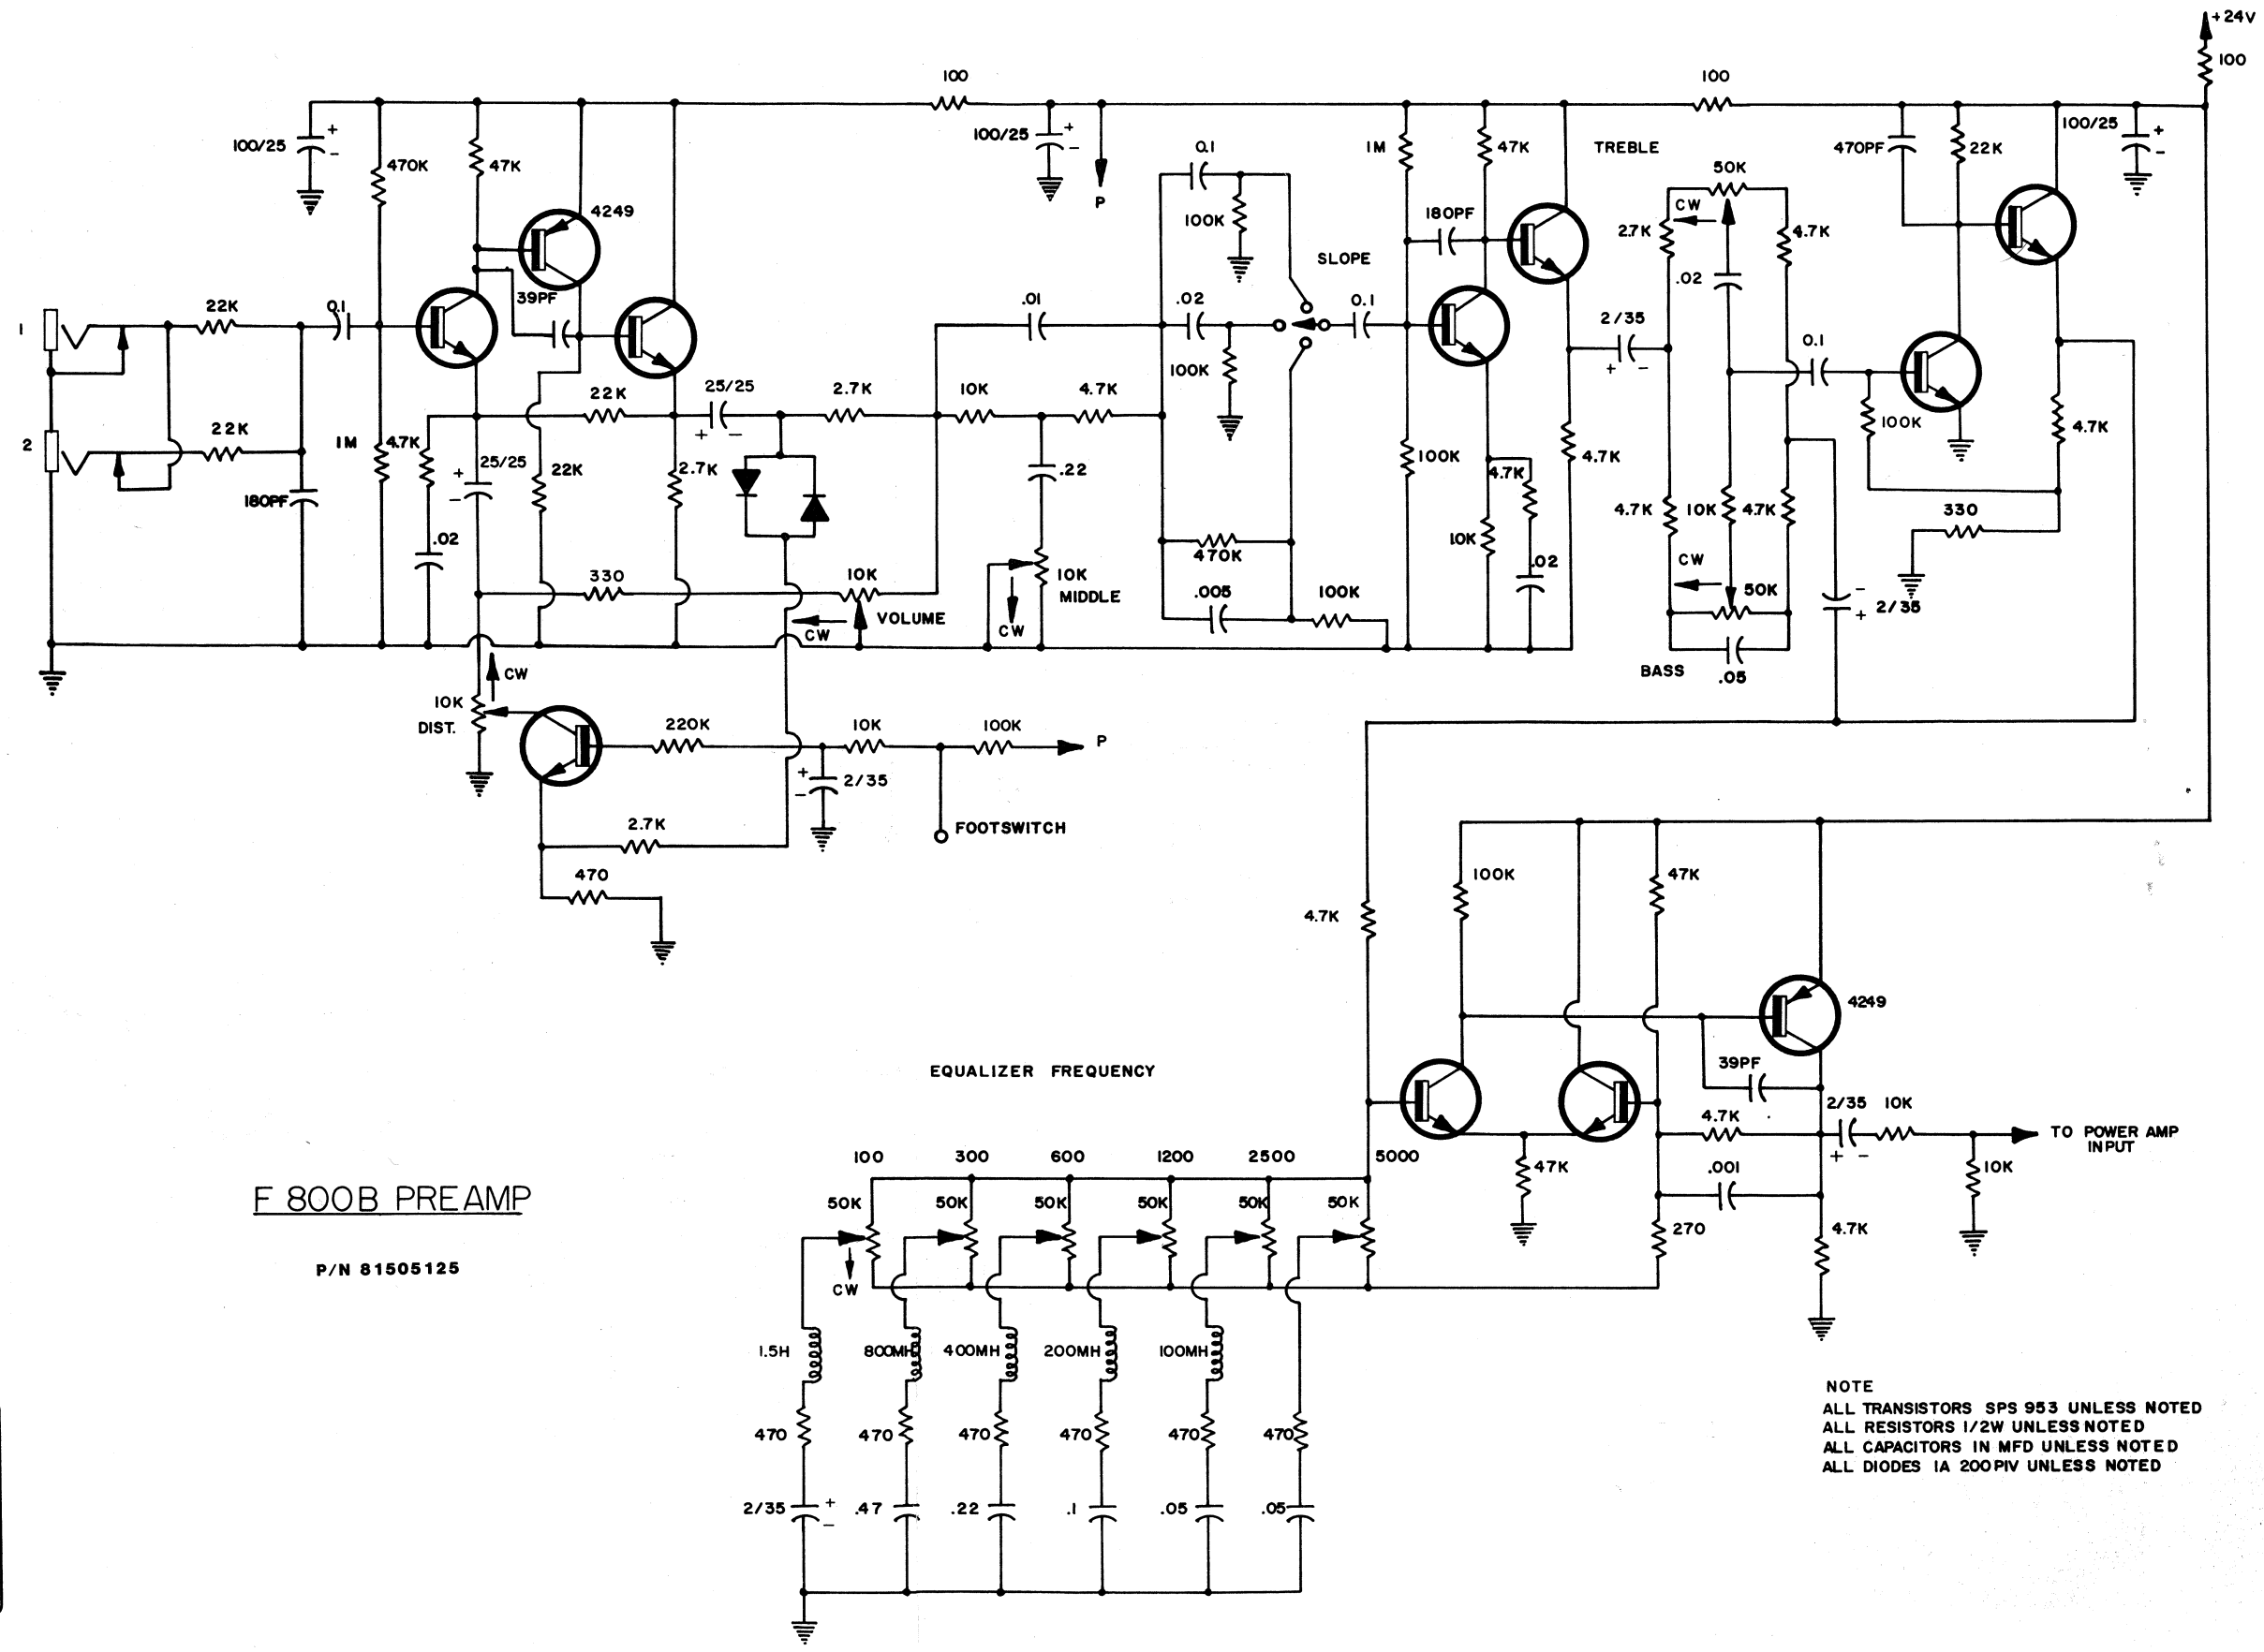 +24V
100
100
100
100/25
+
-
470K
47K
4249
100/25
+
-
P
0.1
100K
1M
47K
TREBLE
50K
CW
2.7K
4.7K
.02
470PF
22K
100/25
+
-
180PF
SLOPE
39PF
1
22K
0.1
.01
.02
0.1
100K
2/35
+ -
0.1
22K
25/25
+ -
2.7K
10K
4.7K
2
22K
1M
4.7K
+
25/25
-
22K
2.7K
.22
100K
4.7K
4.7K
100K
4.7K
180PF
.02
330
10K
VOLUME
CW
10K
MIDDLE
CW
470K
.005
100K
10K
.02
4.7K
10K
4.7K
CW
50K
330
-
+ 2/35
BASS
.05
CW
10K
DIST.
220K
10K
100K
P
+
-
2/35
FOOTSWITCH
2.7K
470
4.7K
100K
47K
4249
39PF
4.7K
2/35
+ -
10K
TO POWER AMP
INPUT
47K
.001
10K
270
4.7K
EQUALIZER FREQUENCY
100
300
600
1200
2500
5000
50K
50K
50K
50K
50K
50K
CW
F 800B PREAMP
P/N 81505125
1.5H
800MH
400MH
200MH
100MH
470
470
470
470
470
470
2/35
+
-
.47
.22
.1
.05
.05
NOTE
ALL TRANSISTORS SPS 953 UNLESS NOTED
ALL RESISTORS 1/2W UNLESS NOTED
ALL CAPACITORS IN MFD UNLESS NOTED
ALL DIODES 1A 200PIV UNLESS NOTED